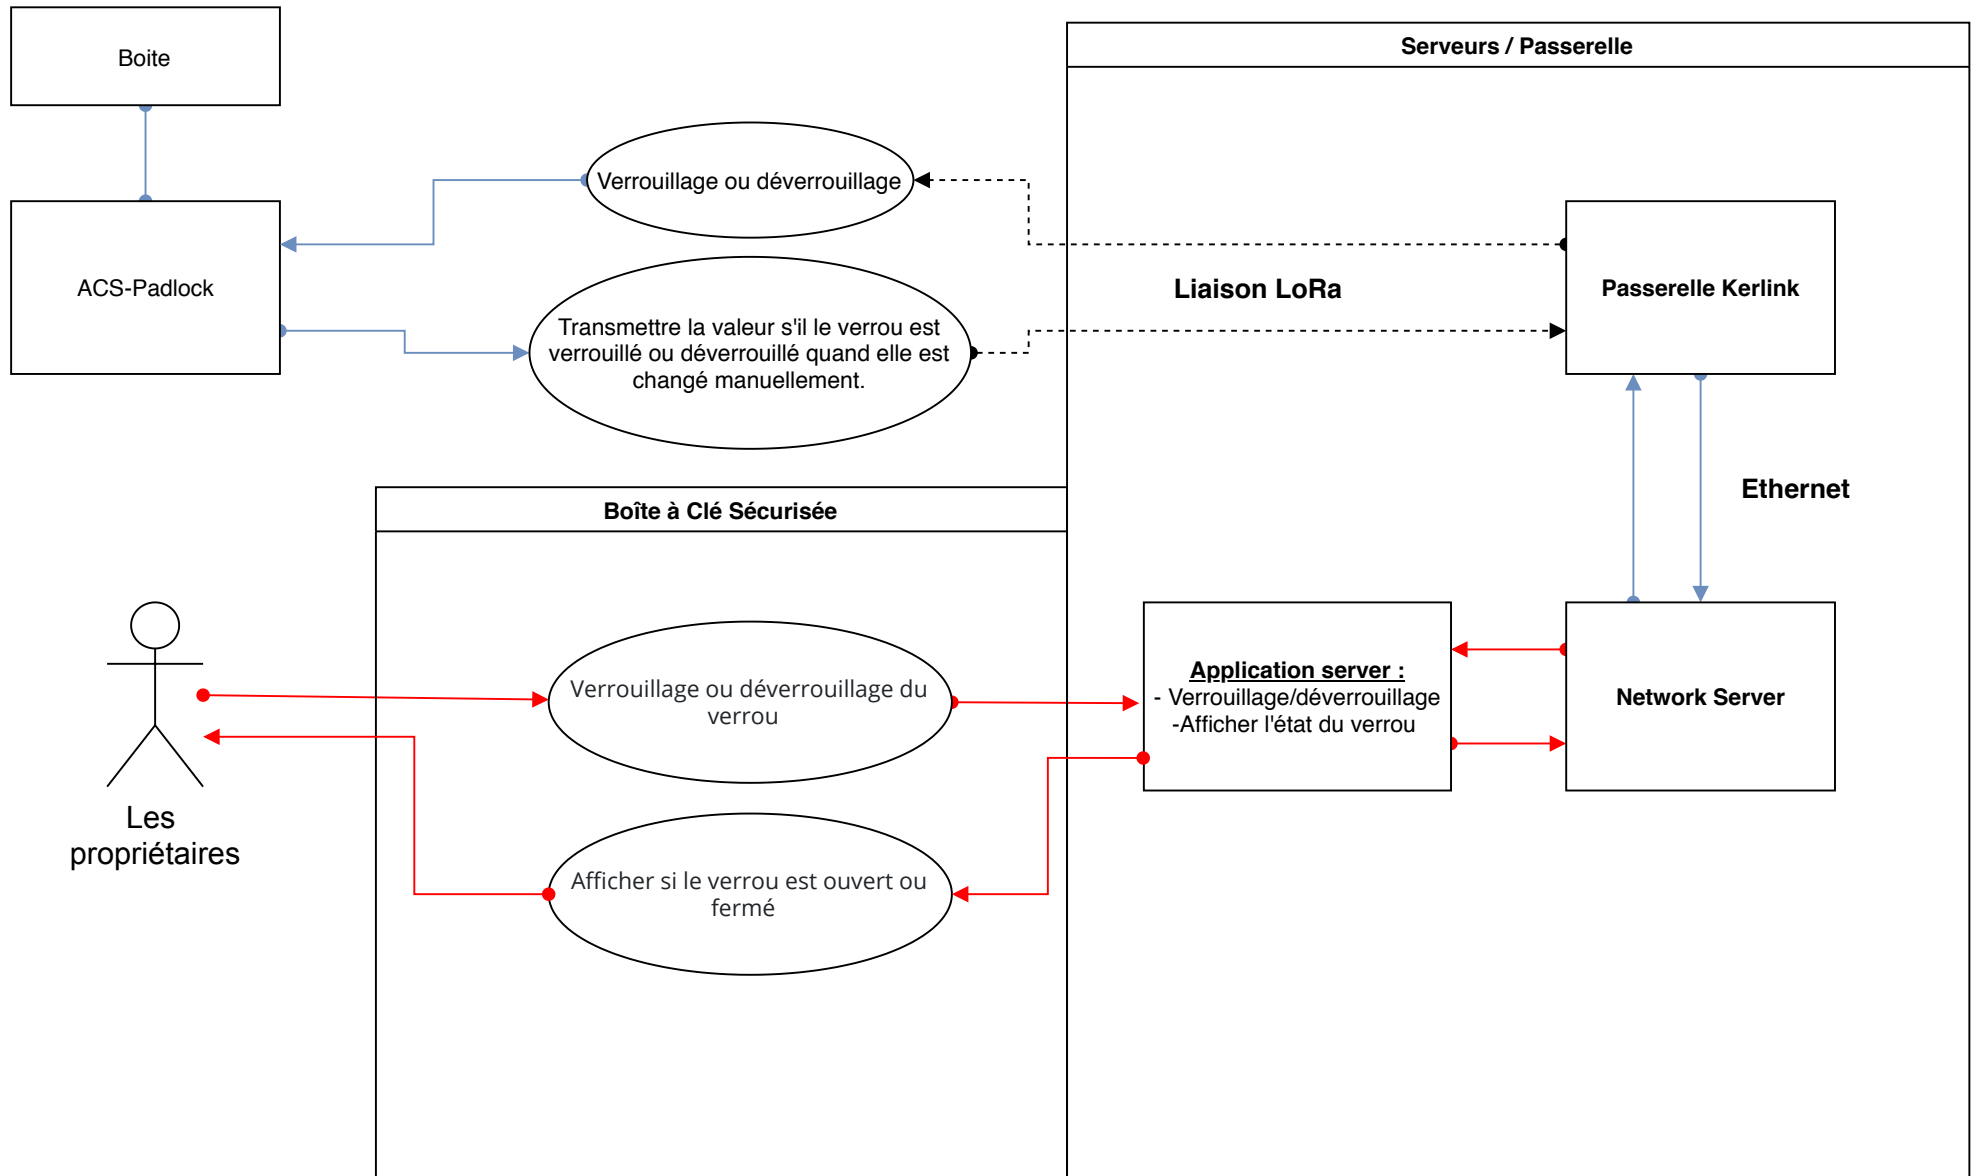 Boite
Serveurs / Passerelle
Verrouillage ou déverrouillage
ACS-Padlock
Liaison LoRa
Passerelle Kerlink
Transmettre la valeur s'il le verrou est
verrouillé ou déverrouillé quand elle est
changé manuellement.
Ethernet
Boîte à Clé Sécurisée
Verrouillage ou déverrouillage du
verrou
Application server :
- Verrouillage/déverrouillage
-Afficher l'état du verrou
Network Server
Les
propriétaires
Afficher si le verrou est ouvert ou
fermé